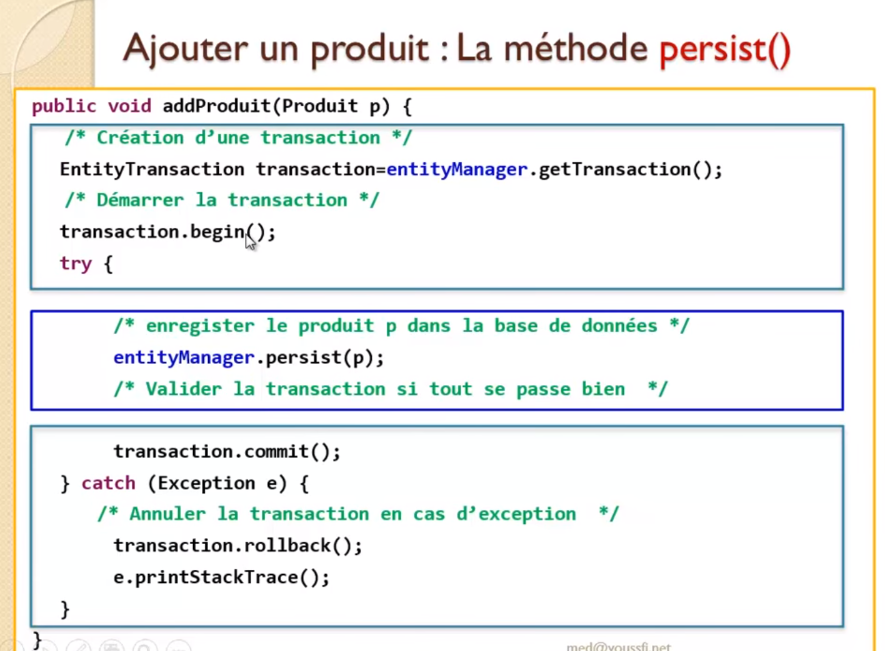 Ajouter un produit : La méthode persist()
public void addProduit(Produit p) {
/* Création d’une transaction */
EntityTransaction transaction=entityManager.getTransaction();
/* Démarrer la transaction */
transaction.begin();
try {
/* enregister le produit p dans la base de données */
entityManager.persist(p);
/* Valider la transaction si tout se passe bien  */
transaction.commit();
} catch (Exception e) {
/* Annuler la transaction en cas d’exception  */
transaction.rollback();
e.printStackTrace();
}
}
med@youssfi.net